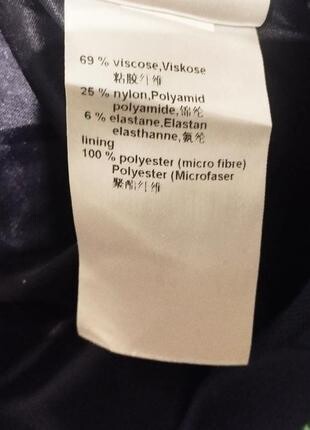 69 % viscose,Viskose
粘胶纤维
25 % nylon,Polyamid
polyamide,锦纶
6 % elastane,Elastan
elasthanne,氨纶
lining
100 % polyester (micro fibre)
Polyester (Microfaser
聚酯纤维